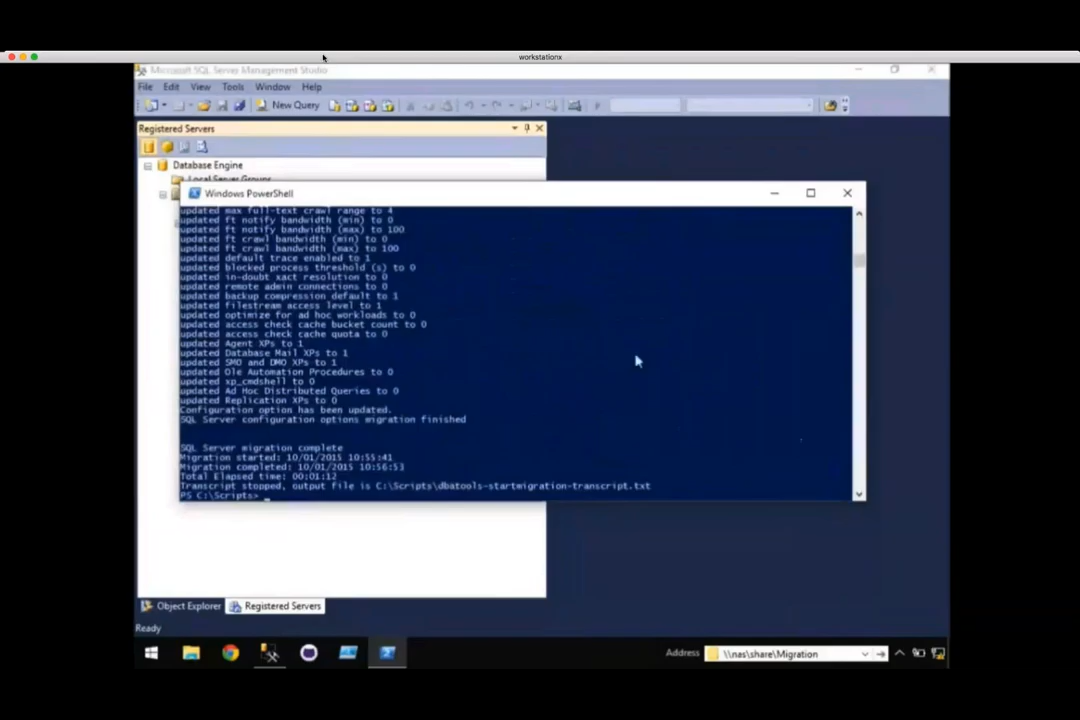 workstationx
Microsoft SQL Server Management Studio
File Edit View Tools Window Help
New Query
Registered Servers
Database Engine
Local Server Groups
Windows PowerShell
updated max full-text crawl range to 4
updated ft notify bandwidth (min) to 0
updated ft notify bandwidth (max) to 100
updated ft crawl bandwidth (min) to 0
updated ft crawl bandwidth (max) to 100
updated default trace enabled to 1
updated blocked process threshold (s) to 0
updated in-doubt xact resolution to 0
updated remote admin connections to 0
updated backup compression default to 1
updated filestream access level to 1
updated optimize for ad hoc workloads to 0
updated access check cache bucket count to 0
updated access check cache quota to 0
updated Agent XPs to 1
updated Database Mail XPs to 1
updated SMO and DMO XPs to 1
updated Ole Automation Procedures to 0
updated xp_cmdshell to 0
updated Ad Hoc Distributed Queries to 0
updated Replication XPs to 0
Configuration option has been updated.
SQL Server configuration options migration finished
SQL Server migration complete
Migration started: 10/01/2015 10:55:41
Migration completed: 10/01/2015 10:56:53
Total Elapsed time: 00:01:12
Transcript stopped, output file is C:\Scripts\dbatools-startmigration-transcript.txt
PS C:\Scripts> _
Object Explorer Registered Servers
Ready
Address \\nas\share\Migration